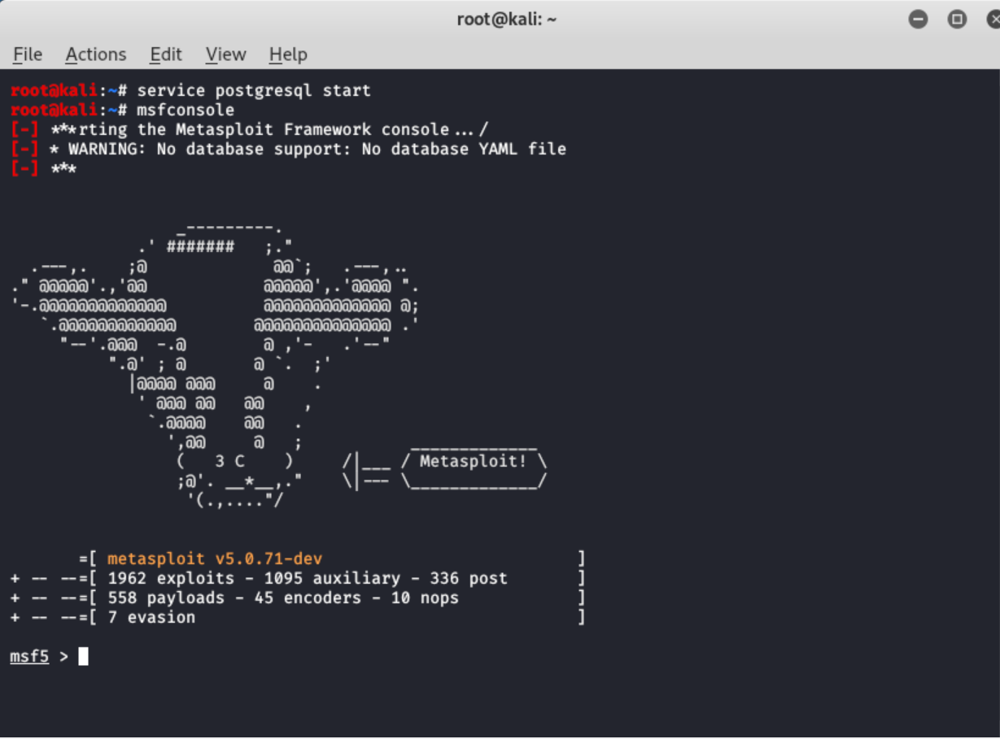 root@kali: ~
File Actions Edit View Help
root@kali:~# service postgresql start
root@kali:~# msfconsole
[-] ***rting the Metasploit Framework console.../
[-] * WARNING: No database support: No database YAML file
[-] ***
                 _---------.
             .' #######   ;."
  .---,.    ;@             @@`;   .---,..
." @@@@@'.,'@@            @@@@@',.'@@@@ ".
'-.@@@@@@@@@@@@@          @@@@@@@@@@@@@ @;
   `.@@@@@@@@@@@@        @@@@@@@@@@@@@@ .'
     "--'.@@@  -.@        @ ,'-   .'--"
          ".@' ; @       @ `.  ;'
            |@@@@ @@@     @    .
             ' @@@ @@   @@    ,
              `.@@@@    @@   .
                ',@@     @   ;           _____________
                 (   3 C    )     /|___ / Metasploit! \
                 ;@'. __*__,."    \|--- \_____________/
                  '(.,...."/
       =[ metasploit v5.0.71-dev                          ]
+ -- --=[ 1962 exploits - 1095 auxiliary - 336 post       ]
+ -- --=[ 558 payloads - 45 encoders - 10 nops            ]
+ -- --=[ 7 evasion                                       ]
msf5 >